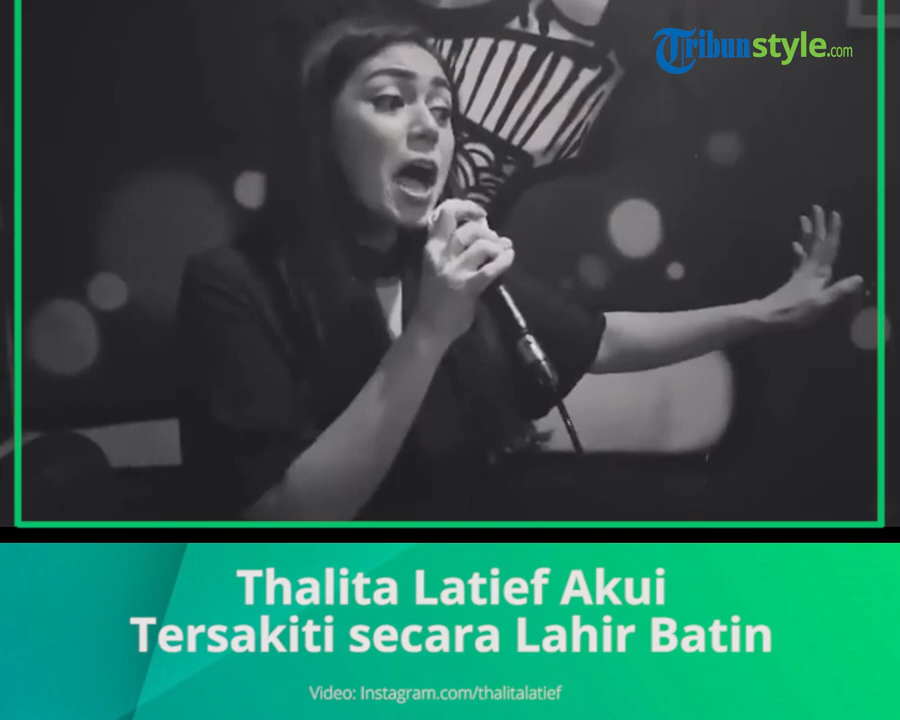 Tribunstyle.com
Thalita Latief Akui
Tersakiti secara Lahir Batin
Video: Instagram.com/thalitalatief